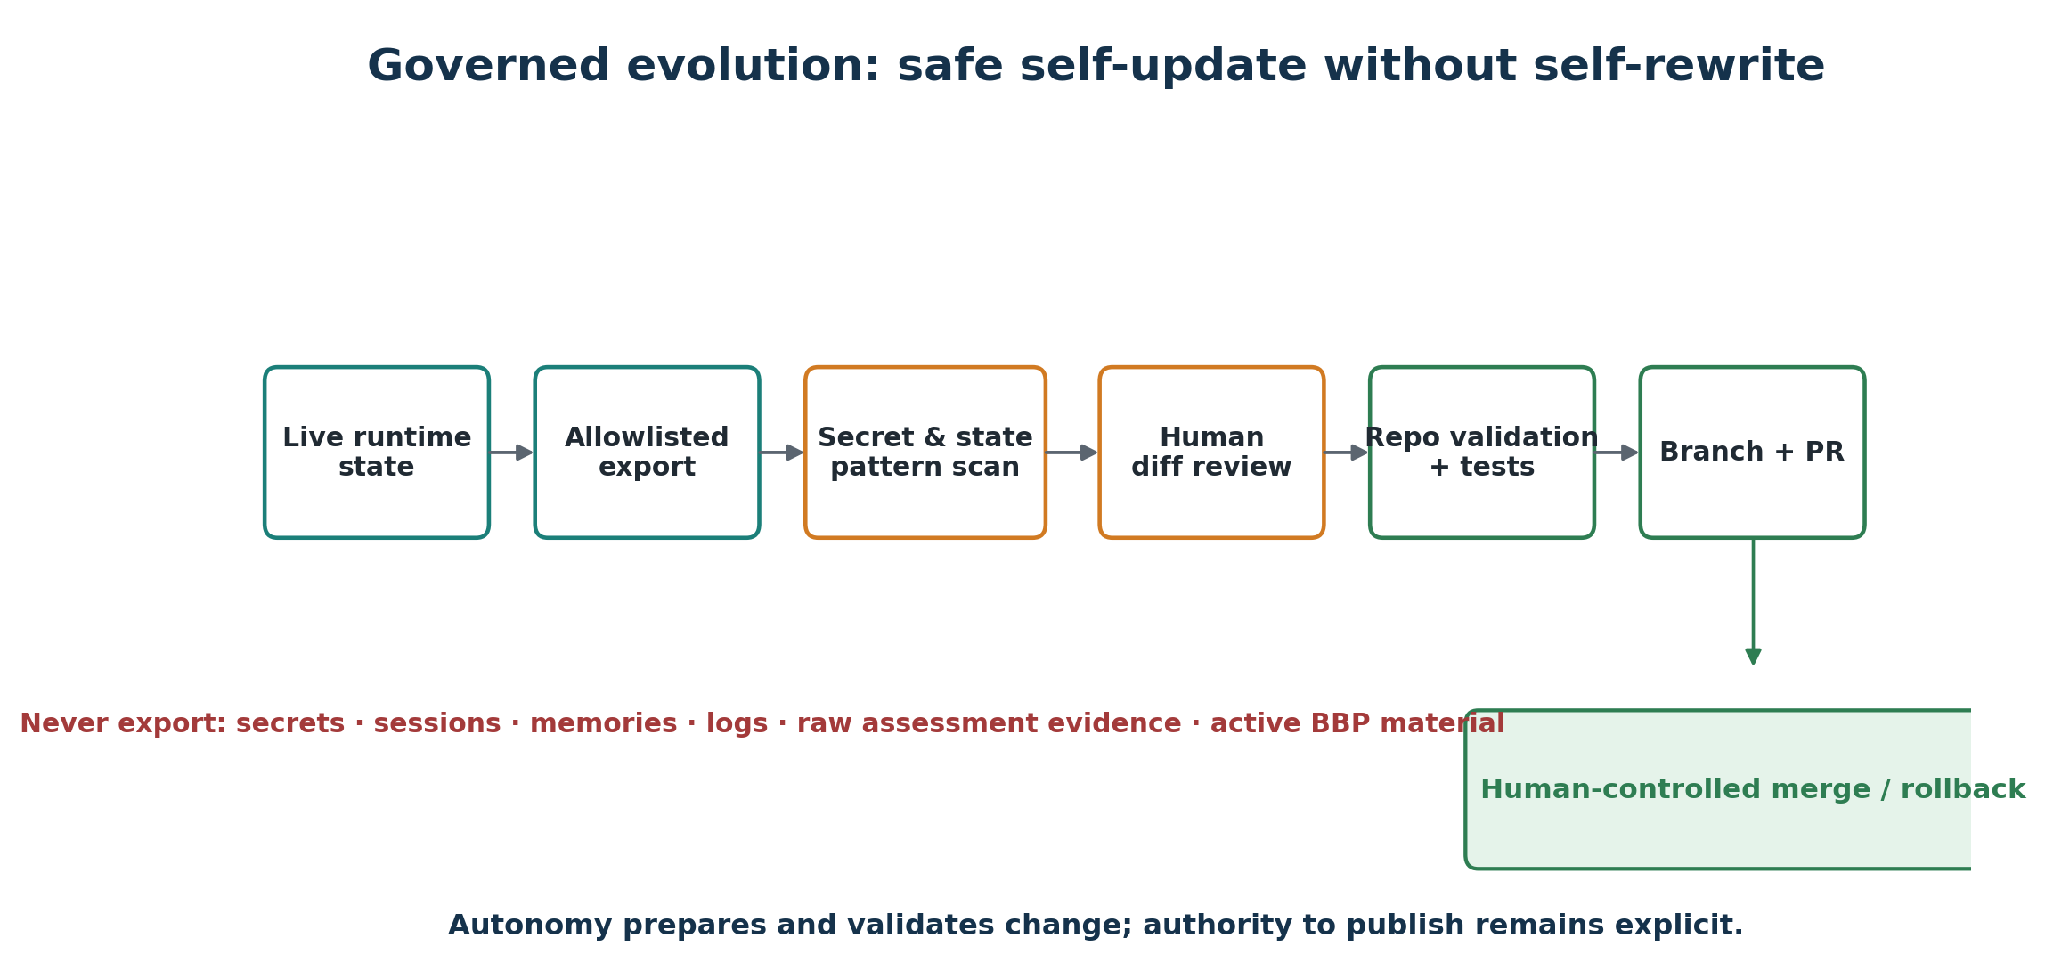 Governed evolution: safe self-update without self-rewrite
Live runtime
state
Allowlisted
export
Secret & state
pattern scan
Human
diff review
Repo validation
+ tests
Branch + PR
Never export: secrets · sessions · memories · logs · raw assessment evidence · active BBP material
Human-controlled merge / rollback
Autonomy prepares and validates change; authority to publish remains explicit.